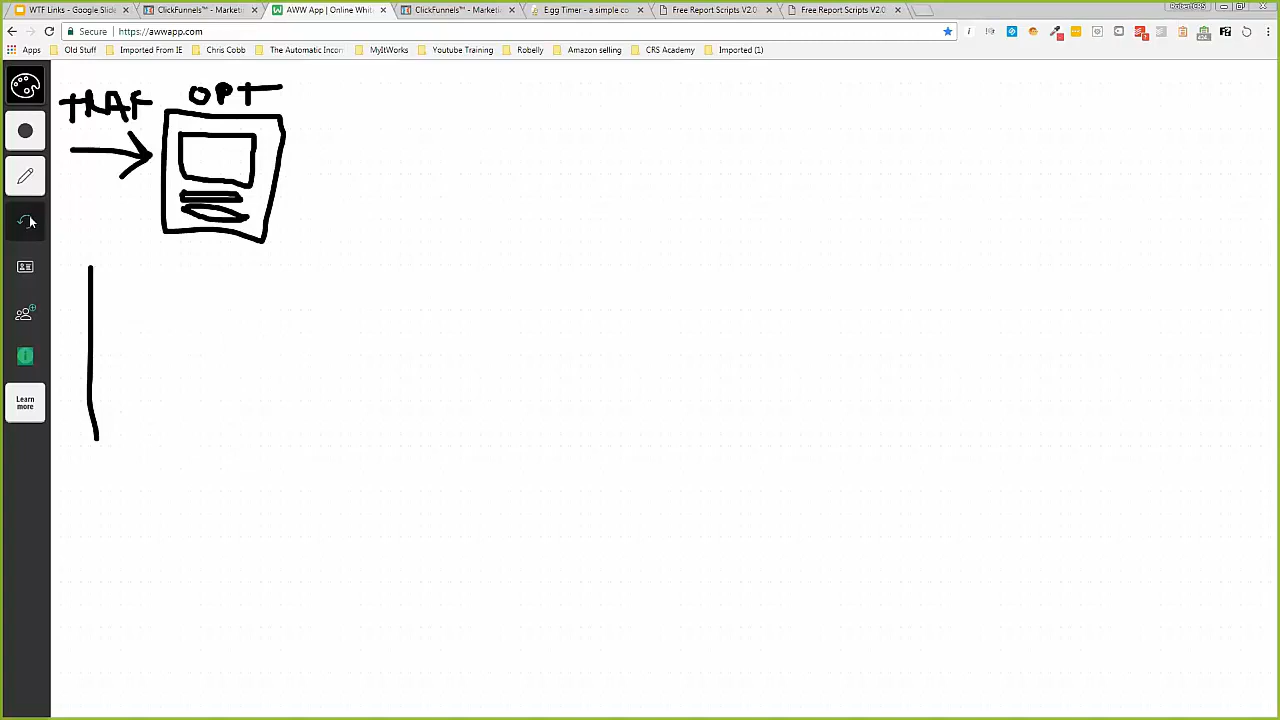 WTF Links - Google Slid
ClickFunnels™ - Market
AWW App | Online Whit
ClickFunnels™ - Marketi
Egg Timer - a simple co
Free Report Scripts V2.0
Free Report Scripts V2.0
Secure
https://awwapp.com
Apps
Old Stuff
Imported From IE
Chris Cobb
The Automatic Incom
MyItWorks
Youtube Training
Robelly
Amazon selling
CRS Academy
Imported (1)
TRAF
OPT
Learn
more